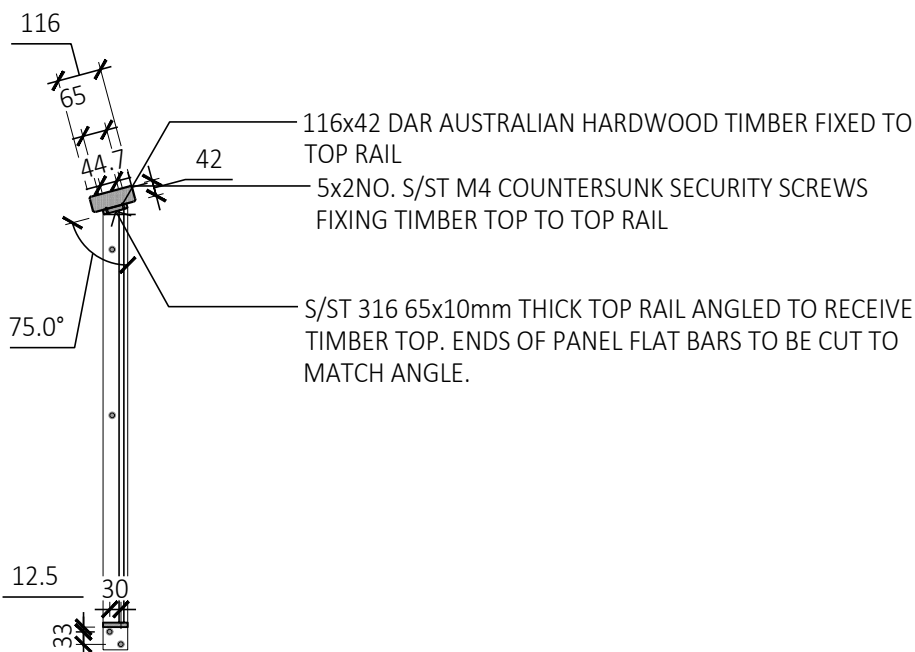 116
65
44.7
42
116x42 DAR AUSTRALIAN HARDWOOD TIMBER FIXED TO
TOP RAIL
5x2NO. S/ST M4 COUNTERSUNK SECURITY SCREWS
FIXING TIMBER TOP TO TOP RAIL
75.0°
S/ST 316 65x10mm THICK TOP RAIL ANGLED TO RECEIVE
TIMBER TOP. ENDS OF PANEL FLAT BARS TO BE CUT TO
MATCH ANGLE.
12.5
30
33